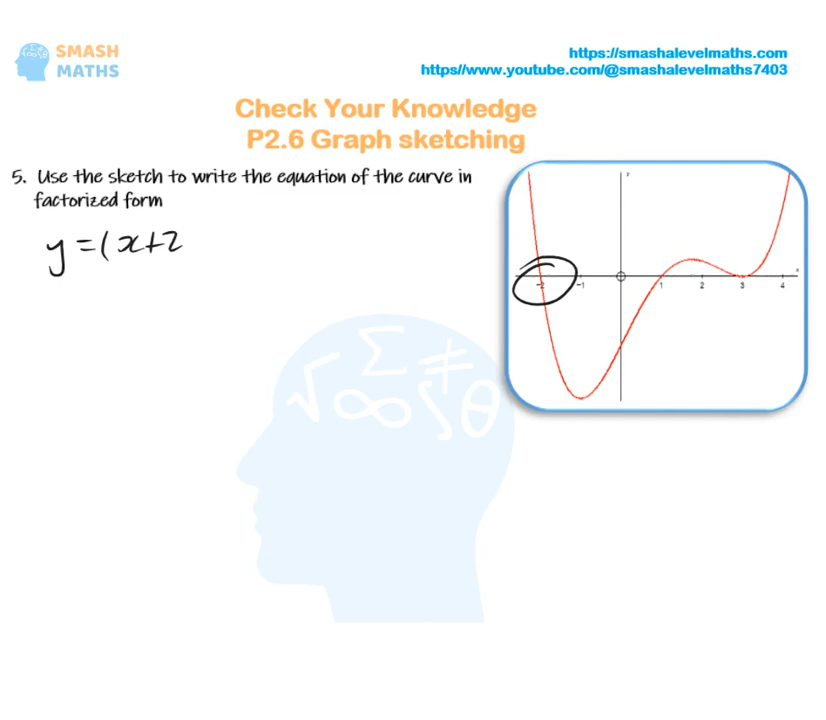 SMASH
MATHS
https://smashalevelmaths.com
https//www.youtube.com/@smashalevelmaths7403
Check Your Knowledge
P2.6 Graph sketching
5. Use the sketch to write the equation of the curve in
factorized form
y=(x+2
-2 -1 1 2 3 4
√ Σ ≠
∞ ∫ θ